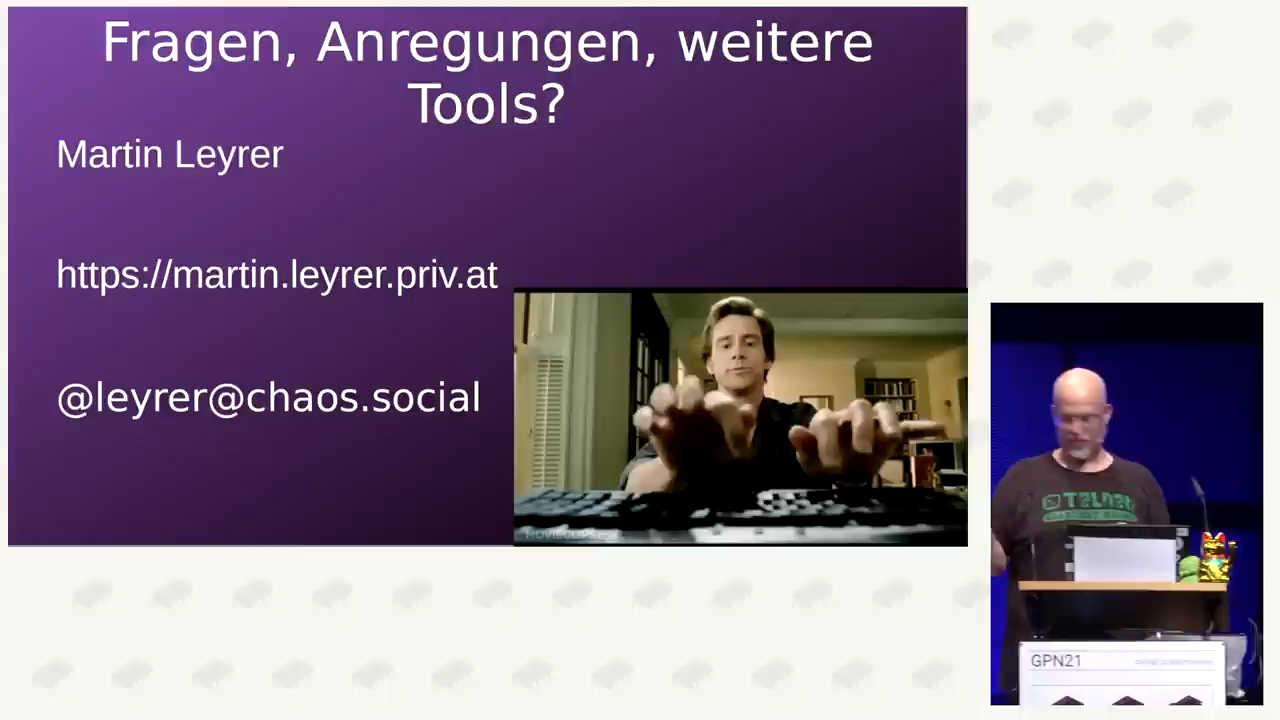 Fragen, Anregungen, weitere
Tools?
Martin Leyrer
https://martin.leyrer.priv.at
@leyrer@chaos.social
GPN21